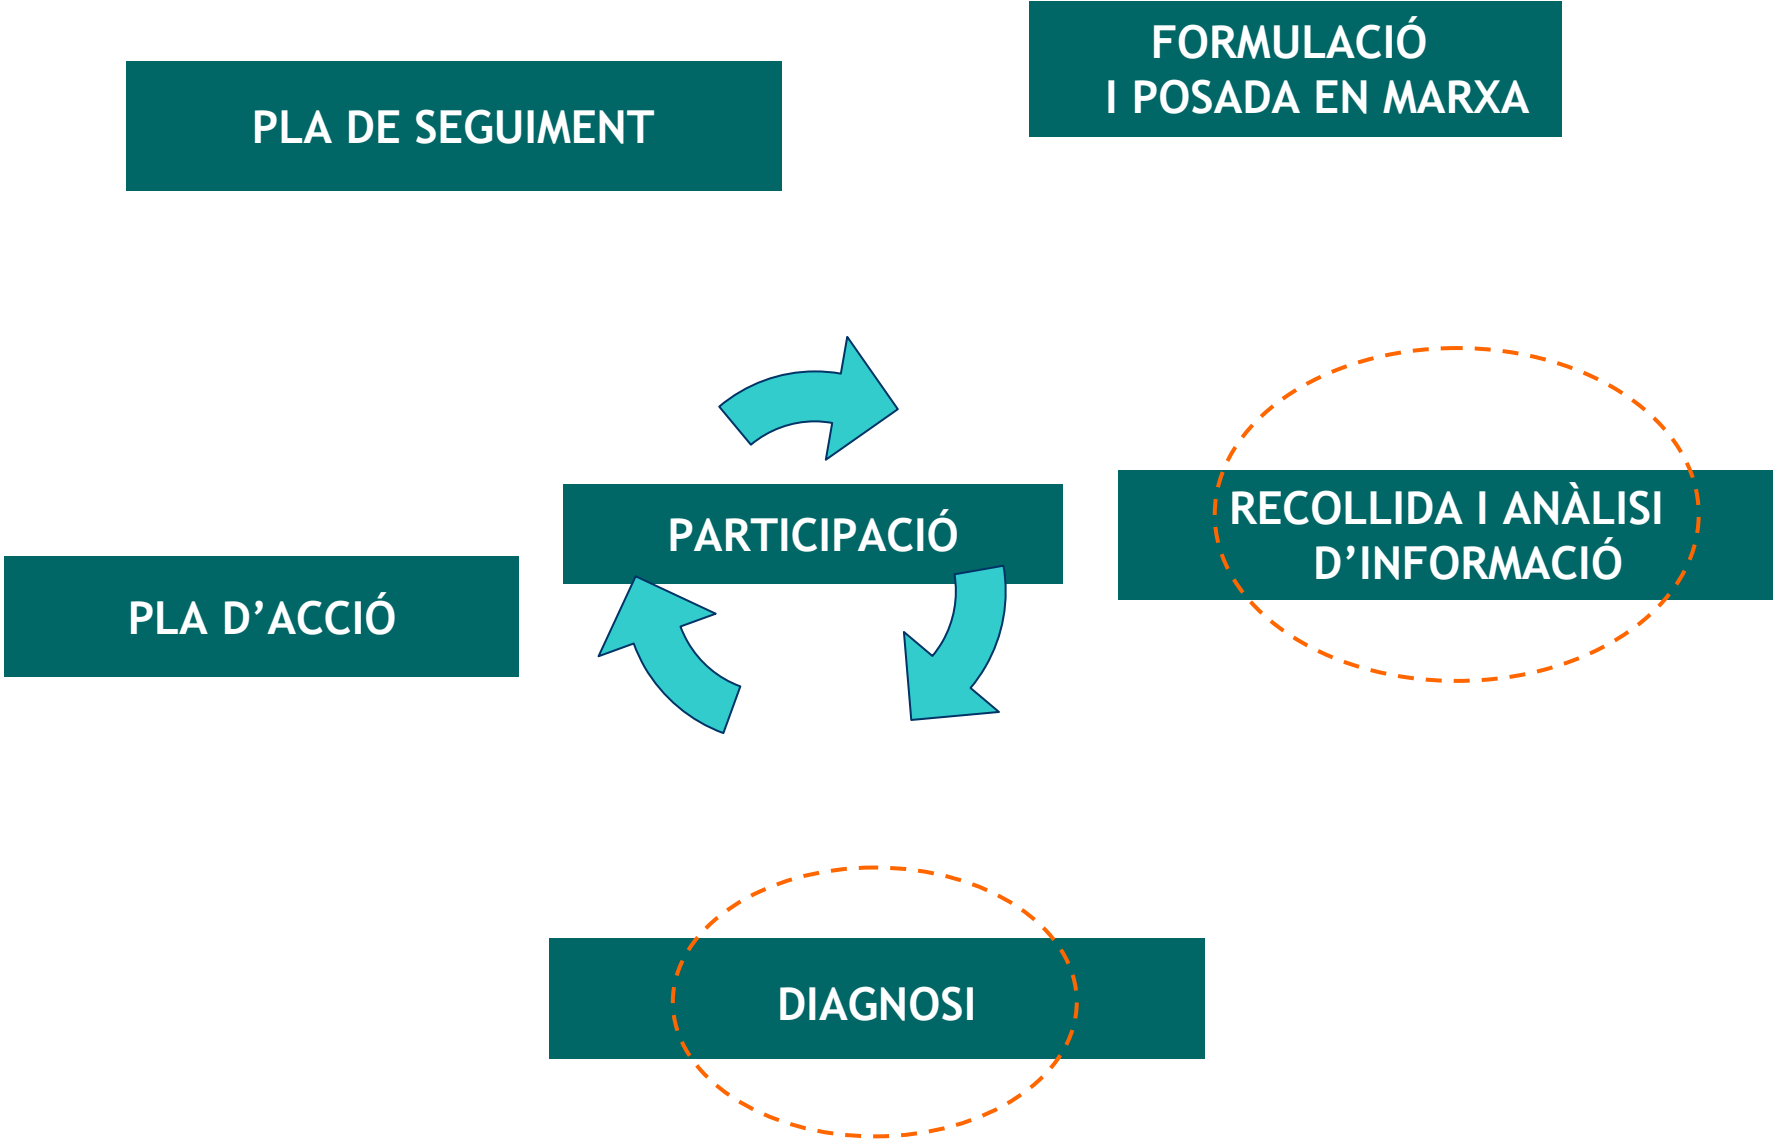 FORMULACIÓ
I POSADA EN MARXA
PLA DE SEGUIMENT
RECOLLIDA I ANÀLISI
D’INFORMACIÓ
PARTICIPACIÓ
PLA D’ACCIÓ
DIAGNOSI